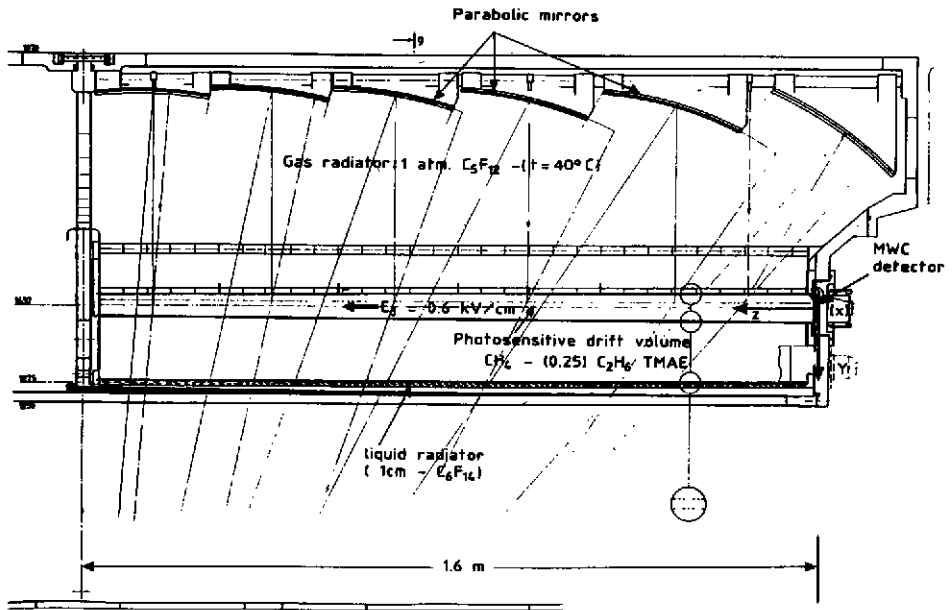 Parabolic mirrors
9
Gas radiator: 1 atm. C5F12 -(t = 40° C)
MWC
detector
= 0.6 kV/cm
z
(x)
Photosensitive drift volume
CH4 - (0.25) C2H6 TMAE
Y
liquid radiator
( 1cm - C6F14)
1.6 m